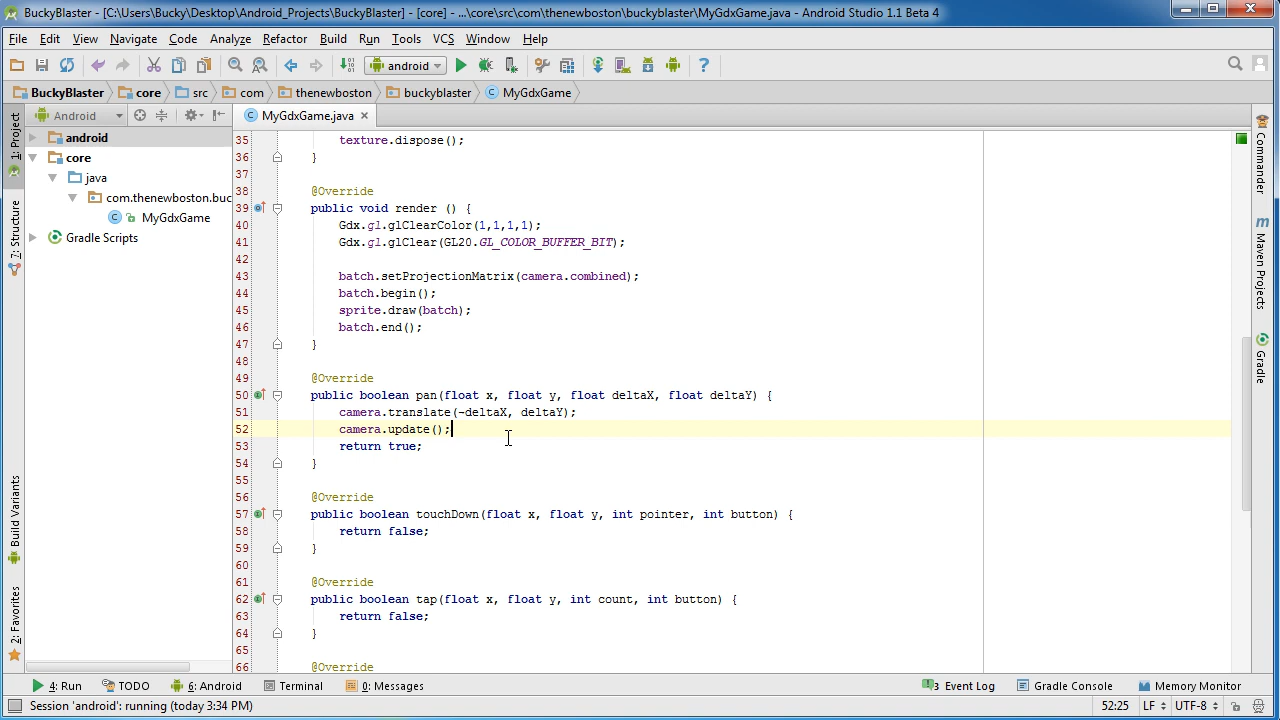 [C:\Users\Bucky\Desktop\Android_Projects\BuckyBlaster] - [core] - ...\core\src\com\thenewboston\buckyblaster\MyGdxGame.java - Android Studio 1.1 Beta 4
File Edit View Navigate Code Analyze Refactor Build Run Tools VCS Window Help
android
BuckyBlaster core src com thenewboston buckyblaster MyGdxGame
1: Project
Android
MyGdxGame.java
android
core
java
com.thenewboston.buc
MyGdxGame
Gradle Scripts
7: Structure
Build Variants
2: Favorites
35 texture.dispose();
36 }
37
38 @Override
39 public void render () {
40 Gdx.gl.glClearColor(1,1,1,1);
41 Gdx.gl.glClear(GL20.GL_COLOR_BUFFER_BIT);
42
43 batch.setProjectionMatrix(camera.combined);
44 batch.begin();
45 sprite.draw(batch);
46 batch.end();
47 }
48
49 @Override
50 public boolean pan(float x, float y, float deltaX, float deltaY) {
51 camera.translate(-deltaX, deltaY);
52 camera.update();
53 return true;
54 }
55
56 @Override
57 public boolean touchDown(float x, float y, int pointer, int button) {
58 return false;
59 }
60
61 @Override
62 public boolean tap(float x, float y, int count, int button) {
63 return false;
64 }
65
66 @Override
Commander
Maven Projects
Gradle
4: Run TODO 6: Android Terminal 0: Messages 3 Event Log Gradle Console Memory Monitor
Session 'android': running (today 3:34 PM) 52:25 LF UTF-8